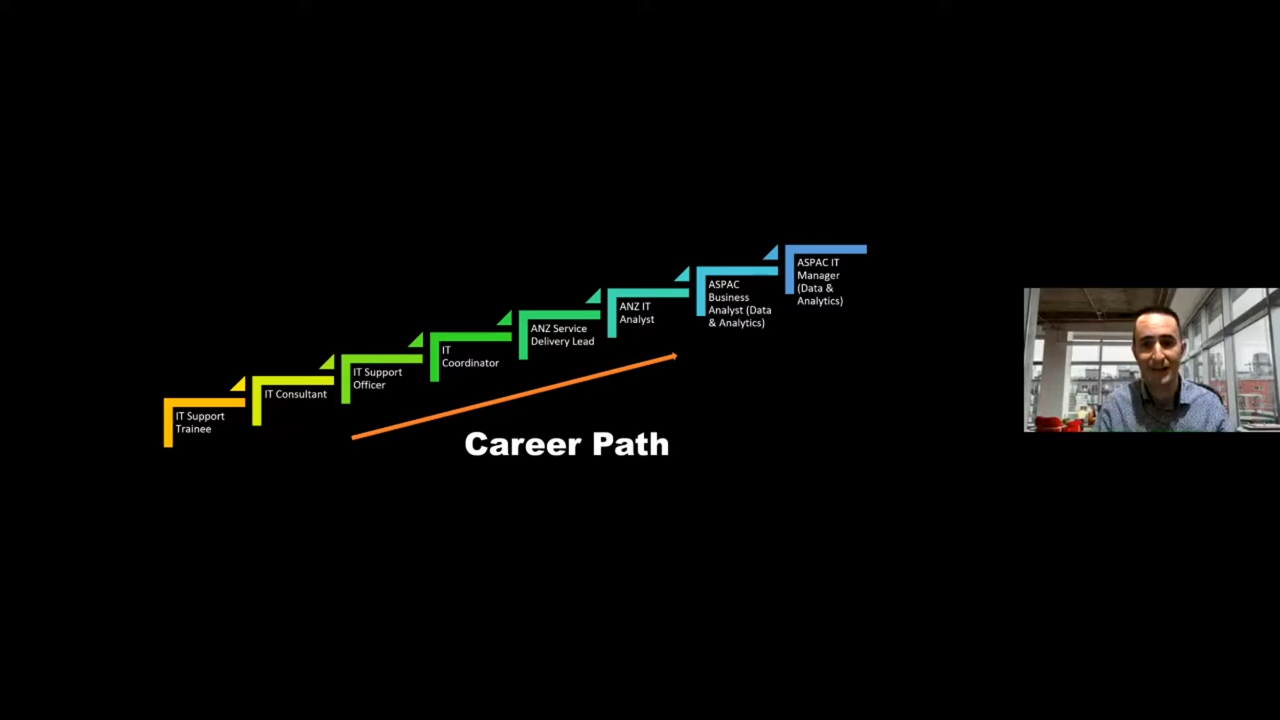 IT Support
Trainee
IT Consultant
IT Support
Officer
IT
Coordinator
ANZ Service
Delivery Lead
ANZ IT
Analyst
ASPAC
Business
Analyst (Data
& Analytics)
ASPAC IT
Manager
(Data &
Analytics)
Career Path